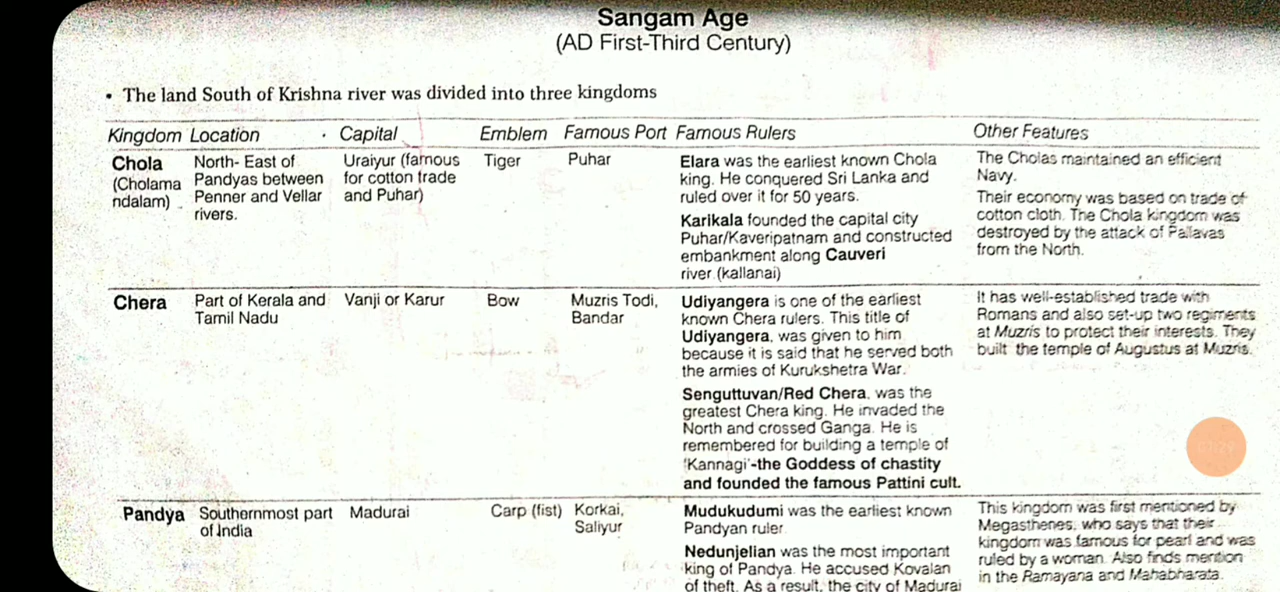 Sangam Age
(AD First-Third Century)
• The land South of Krishna river was divided into three kingdoms
Kingdom Location Capital Emblem Famous Port Famous Rulers Other Features
Chola
(Cholama
ndalam)
North- East of
Pandyas between
Penner and Vellar
rivers.
Uraiyur (famous
for cotton trade
and Puhar)
Tiger
Puhar
Elara was the earliest known Chola
king. He conquered Sri Lanka and
ruled over it for 50 years.
Karikala founded the capital city
Puhar/Kaveripatnam and constructed
embankment along Cauveri
river (kallanai)
The Cholas maintained an efficient
Navy.
Their economy was based on trade of
cotton cloth. The Chola kingdom was
destroyed by the attack of Pallavas
from the North.
Chera
Part of Kerala and
Tamil Nadu
Vanji or Karur
Bow
Muzris Todi,
Bandar
Udiyangera is one of the earliest
known Chera rulers. This title of
Udiyangera, was given to him
because it is said that he served both
the armies of Kurukshetra War.
Senguttuvan/Red Chera, was the
greatest Chera king. He invaded the
North and crossed Ganga. He is
remembered for building a temple of
'Kannagi'-the Goddess of chastity
and founded the famous Pattini cult.
It has well-established trade with
Romans and also set-up two regiments
at Muzris to protect their interests. They
built the temple of Augustus at Muzris.
Pandya
Southernmost part
of India
Madurai
Carp (fist)
Korkai,
Saliyur
Mudukudumi was the earliest known
Pandyan ruler.
Nedunjelian was the most important
king of Pandya. He accused Kovalan
of theft. As a result, the city of Madurai
This kingdom was first mentioned by
Megasthenes, who says that their
kingdom was famous for pearl and was
ruled by a woman. Also finds mention
in the Ramayana and Mahabharata.